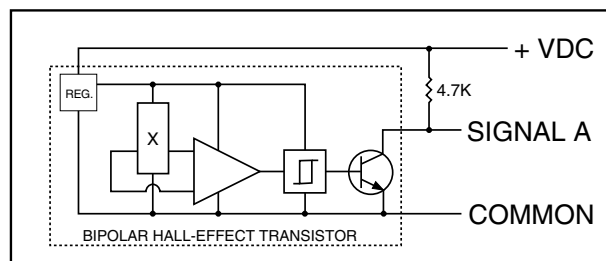 + VDC
REG.
4.7K
X
SIGNAL A
COMMON
BIPOLAR HALL-EFFECT TRANSISTOR